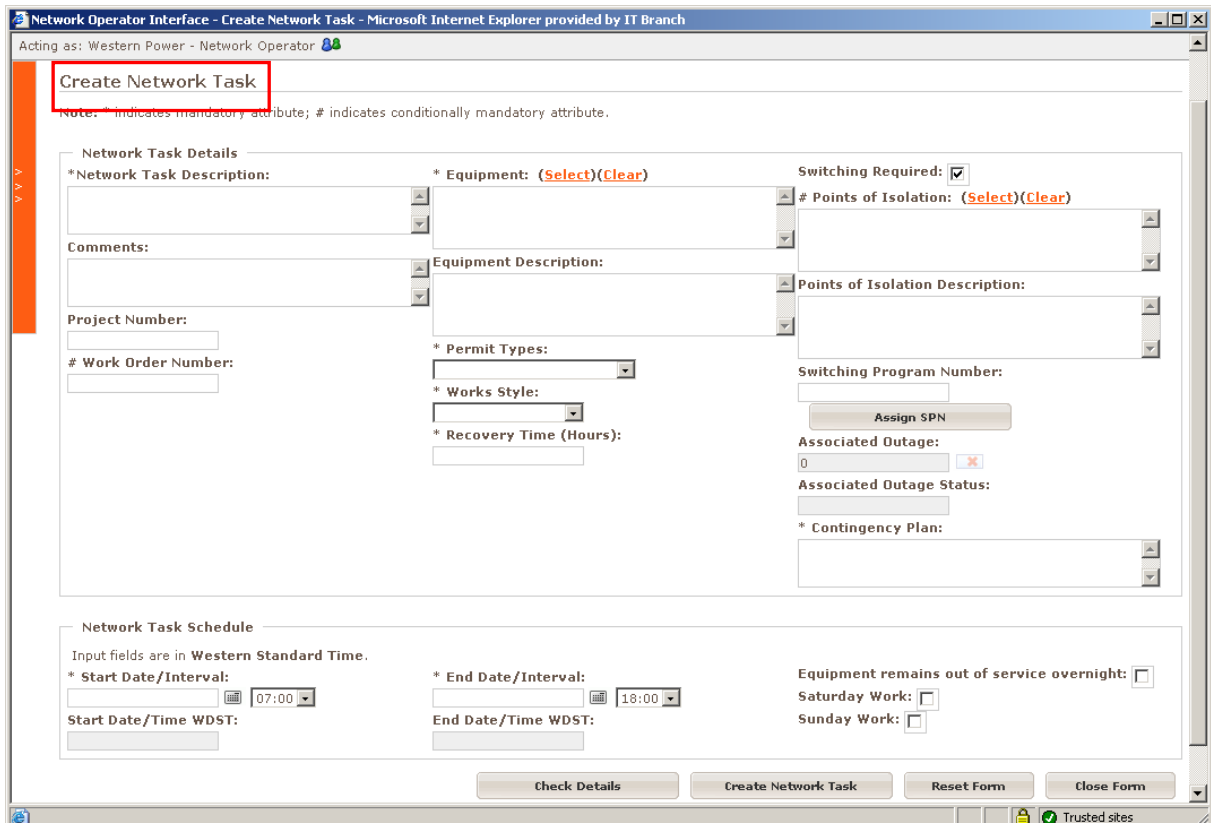 Network Operator Interface - Create Network Task - Microsoft Internet Explorer provided by IT Branch
Acting as: Western Power - Network Operator
Create Network Task
Note: * indicates mandatory attribute; # indicates conditionally mandatory attribute.
> > >
Network Task Details
*Network Task Description:
Comments:
Project Number:
# Work Order Number:
* Equipment: (Select)(Clear)
Equipment Description:
* Permit Types:
* Works Style:
* Recovery Time (Hours):
Switching Required:
# Points of Isolation: (Select)(Clear)
Points of Isolation Description:
Switching Program Number:
Assign SPN
Associated Outage:
0
Associated Outage Status:
* Contingency Plan:
Network Task Schedule
Input fields are in Western Standard Time.
* Start Date/Interval:
07:00
Start Date/Time WDST:
* End Date/Interval:
18:00
End Date/Time WDST:
Equipment remains out of service overnight:
Saturday Work:
Sunday Work:
Check Details
Create Network Task
Reset Form
Close Form
Trusted sites